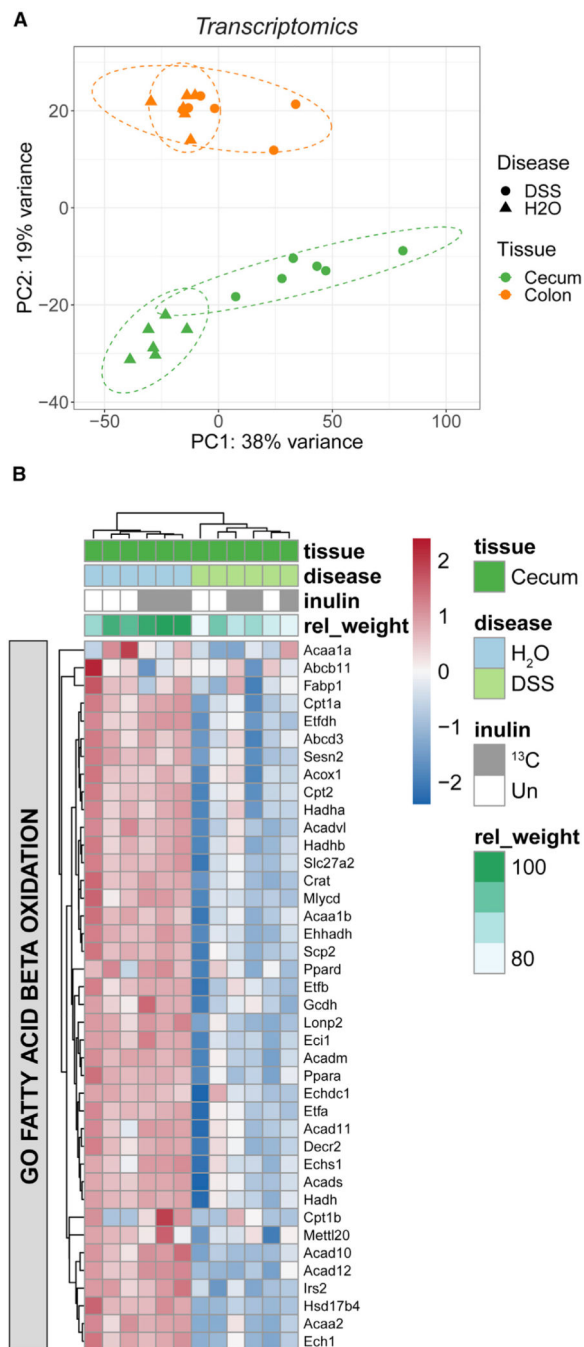 A
Transcriptomics
PC2: 19% variance
20
0
−20
−40
−50
0
50
100
PC1: 38% variance
Disease
DSS
H2O
Tissue
Cecum
Colon
B
GO FATTY ACID BETA OXIDATION
tissue
disease
inulin
rel_weight
Acaa1a
Abcb11
Fabp1
Cpt1a
Etfdh
Abcd3
Sesn2
Acox1
Cpt2
Hadha
Acadvl
Hadhb
Slc27a2
Crat
Mlycd
Acaa1b
Ehhadh
Scp2
Ppard
Etfb
Gcdh
Lonp2
Eci1
Acadm
Ppara
Echdc1
Etfa
Acad11
Decr2
Echs1
Acads
Hadh
Cpt1b
Mettl20
Acad10
Acad12
Irs2
Hsd17b4
Acaa2
Ech1
2
1
0
−1
−2
tissue
Cecum
disease
H₂O
DSS
inulin
¹³C
Un
rel_weight
100
80